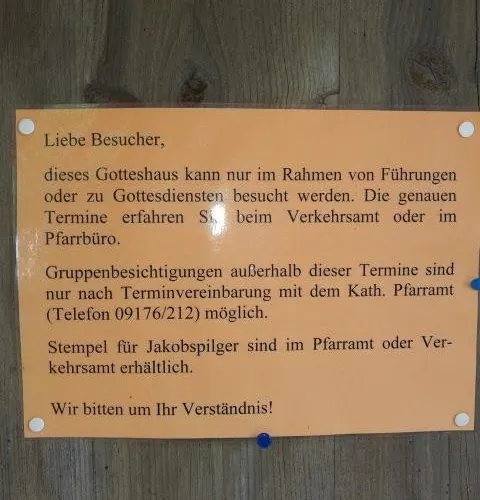 Liebe Besucher,
dieses Gotteshaus kann nur im Rahmen von Führungen
oder zu Gottesdiensten besucht werden. Die genauen
Termine erfahren Sie beim Verkehrsamt oder im
Pfarrbüro.
Gruppenbesichtigungen außerhalb dieser Termine sind
nur nach Terminvereinbarung mit dem Kath. Pfarramt
(Telefon 09176/212) möglich.
Stempel für Jakobspilger sind im Pfarramt oder Ver-
kehrsamt erhältlich.
Wir bitten um Ihr Verständnis!